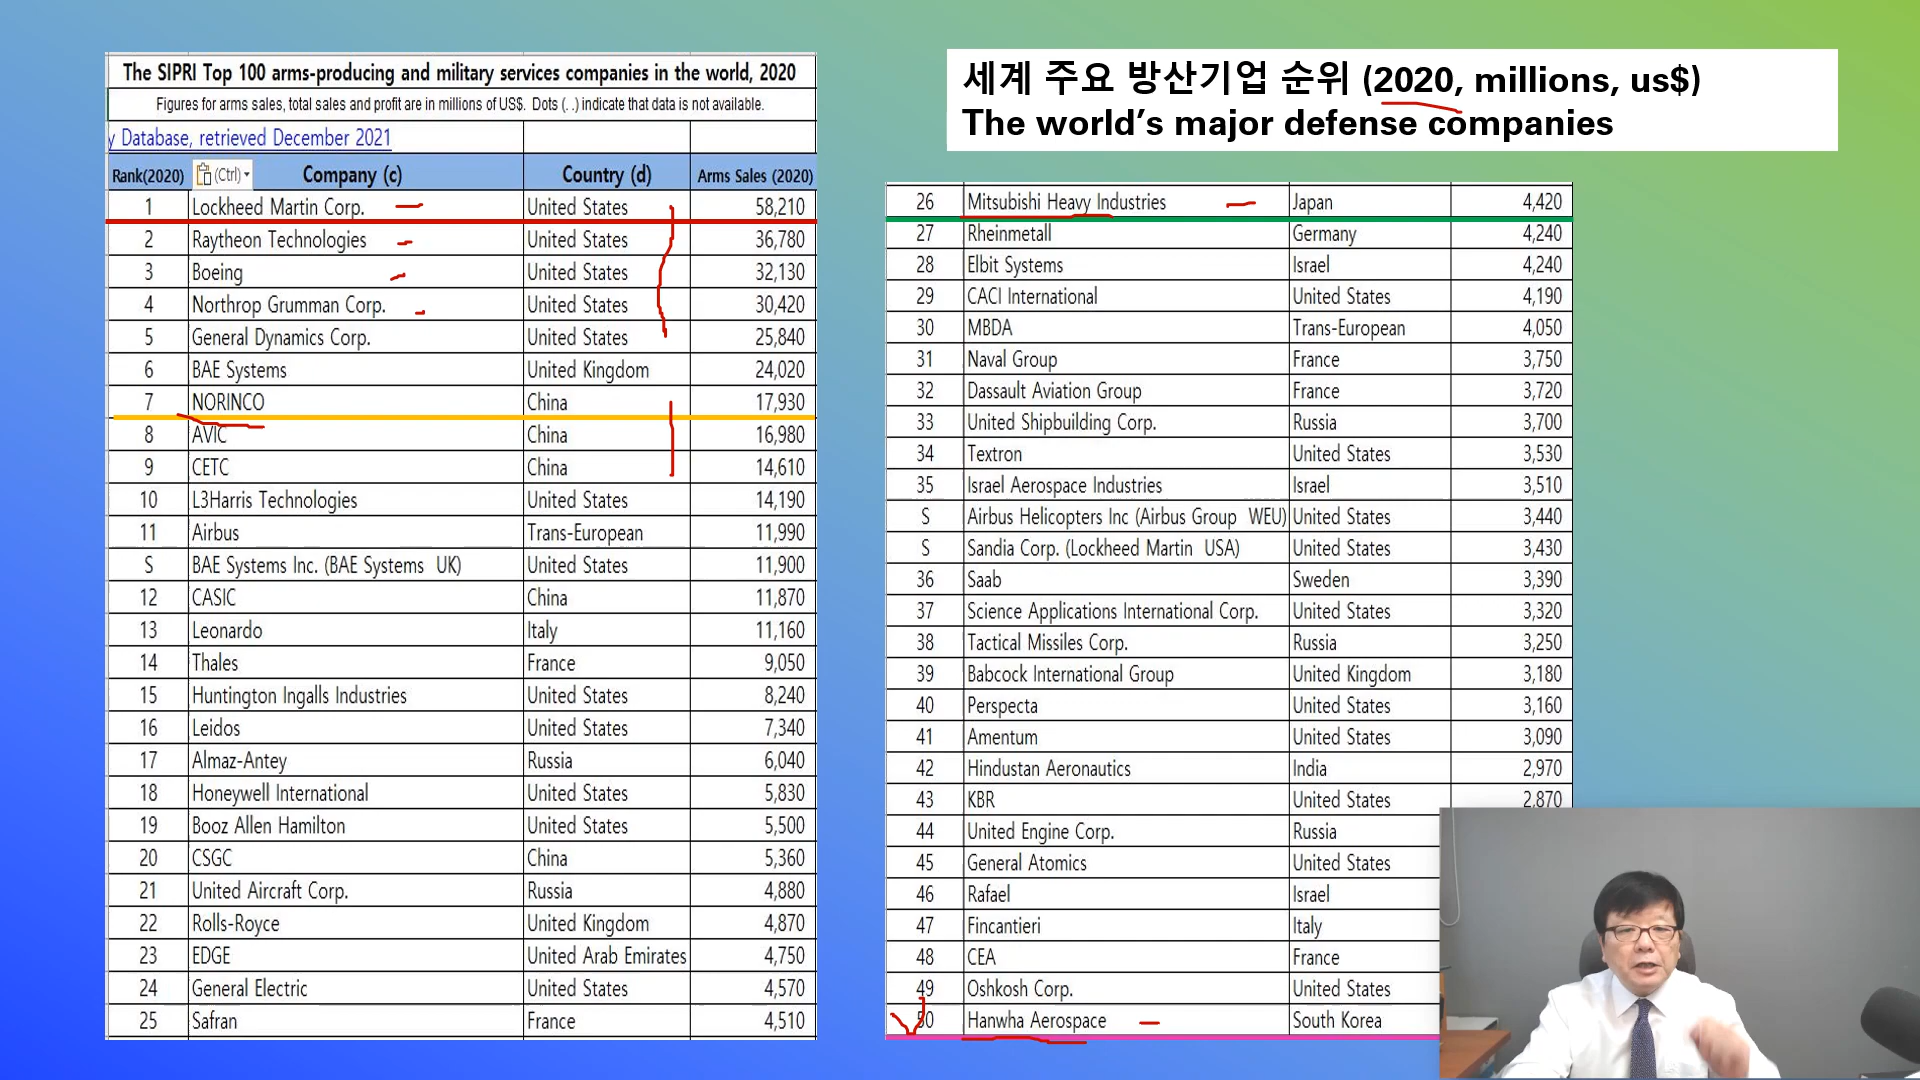 The SIPRI Top 100 arms-producing and military services companies in the world, 2020
Figures for arms sales, total sales and profit are in millions of US$. Dots (. .) indicate that data is not available.
y Database, retrieved December 2021
Rank(2020) (Ctrl) Company (c) Country (d) Arms Sales (2020)
1 Lockheed Martin Corp. United States 58,210
2 Raytheon Technologies United States 36,780
3 Boeing United States 32,130
4 Northrop Grumman Corp. United States 30,420
5 General Dynamics Corp. United States 25,840
6 BAE Systems United Kingdom 24,020
7 NORINCO China 17,930
8 AVIC China 16,980
9 CETC China 14,610
10 L3Harris Technologies United States 14,190
11 Airbus Trans-European 11,990
S BAE Systems Inc. (BAE Systems UK) United States 11,900
12 CASIC China 11,870
13 Leonardo Italy 11,160
14 Thales France 9,050
15 Huntington Ingalls Industries United States 8,240
16 Leidos United States 7,340
17 Almaz-Antey Russia 6,040
18 Honeywell International United States 5,830
19 Booz Allen Hamilton United States 5,500
20 CSGC China 5,360
21 United Aircraft Corp. Russia 4,880
22 Rolls-Royce United Kingdom 4,870
23 EDGE United Arab Emirates 4,750
24 General Electric United States 4,570
25 Safran France 4,510
세계 주요 방산기업 순위 (2020, millions, us$)
The world's major defense companies
26 Mitsubishi Heavy Industries Japan 4,420
27 Rheinmetall Germany 4,240
28 Elbit Systems Israel 4,240
29 CACI International United States 4,190
30 MBDA Trans-European 4,050
31 Naval Group France 3,750
32 Dassault Aviation Group France 3,720
33 United Shipbuilding Corp. Russia 3,700
34 Textron United States 3,530
35 Israel Aerospace Industries Israel 3,510
S Airbus Helicopters Inc (Airbus Group WEU) United States 3,440
S Sandia Corp. (Lockheed Martin USA) United States 3,430
36 Saab Sweden 3,390
37 Science Applications International Corp. United States 3,320
38 Tactical Missiles Corp. Russia 3,250
39 Babcock International Group United Kingdom 3,180
40 Perspecta United States 3,160
41 Amentum United States 3,090
42 Hindustan Aeronautics India 2,970
43 KBR United States 2,870
44 United Engine Corp. Russia
45 General Atomics United States
46 Rafael Israel
47 Fincantieri Italy
48 CEA France
49 Oshkosh Corp. United States
50 Hanwha Aerospace South Korea